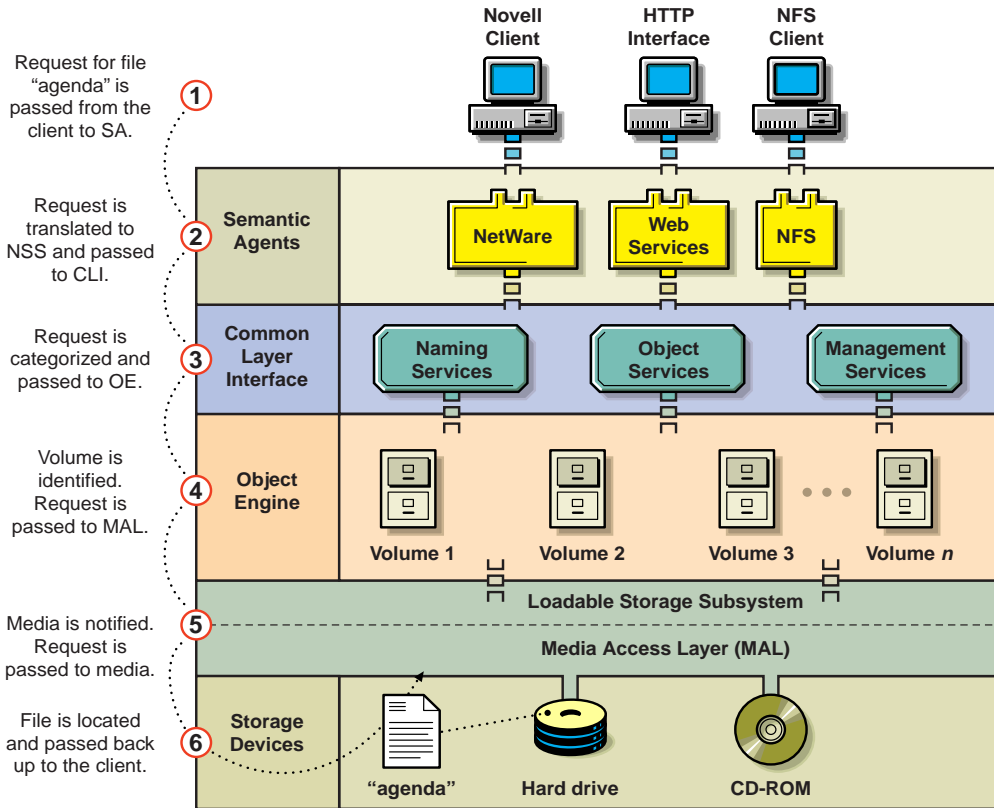 Novell
Client
HTTP
Interface
NFS
Client
Request for file
“agenda” is
passed from the
client to SA.
1
Request is
translated to
NSS and passed
to CLI.
2
Semantic
Agents
NetWare
Web
Services
NFS
Request is
categorized and
passed to OE.
3
Common
Layer
Interface
Naming
Services
Object
Services
Management
Services
Volume is
identified.
Request is
passed to MAL.
4
Object
Engine
Volume 1
Volume 2
Volume 3
Volume n
Loadable Storage Subsystem
Media is notified.
Request is
passed to media.
5
Media Access Layer (MAL)
File is located
and passed back
up to the client.
6
Storage
Devices
“agenda”
Hard drive
CD-ROM